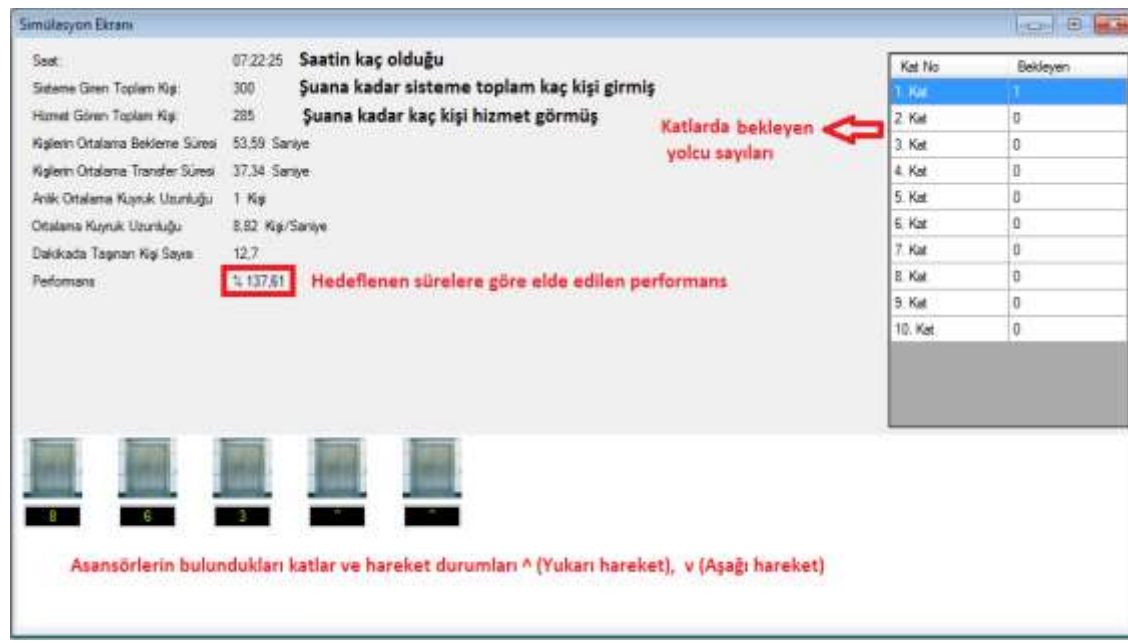 Simülasyon Ekranı
Saat: 07:22:25 Saatin kaç olduğu
Sisteme Giren Toplam Kişi: 300 Şuana kadar sisteme toplam kaç kişi girmiş
Hizmet Gören Toplam Kişi: 285 Şuana kadar kaç kişi hizmet görmüş
Kişilerin Ortalama Bekleme Süresi 53,59 Saniye
Kişilerin Ortalama Transfer Süresi 37,34 Saniye
Anlık Ortalama Kuyruk Uzunluğu 1 Kişi
Ortalama Kuyruk Uzunluğu 8,82 Kişi/Saniye
Dakikada Taşınan Kişi Sayısı 12,7
Performans % 137,61 Hedeflenen sürelere göre elde edilen performans
Katlarda bekleyen
yolcu sayıları
Kat No Bekleyen
1. Kat 1
2. Kat 0
3. Kat 0
4. Kat 0
5. Kat 0
6. Kat 0
7. Kat 0
8. Kat 0
9. Kat 0
10. Kat 0
8 6 3 ^ ^
Asansörlerin bulundukları katlar ve hareket durumları ^ (Yukarı hareket), v (Aşağı hareket)